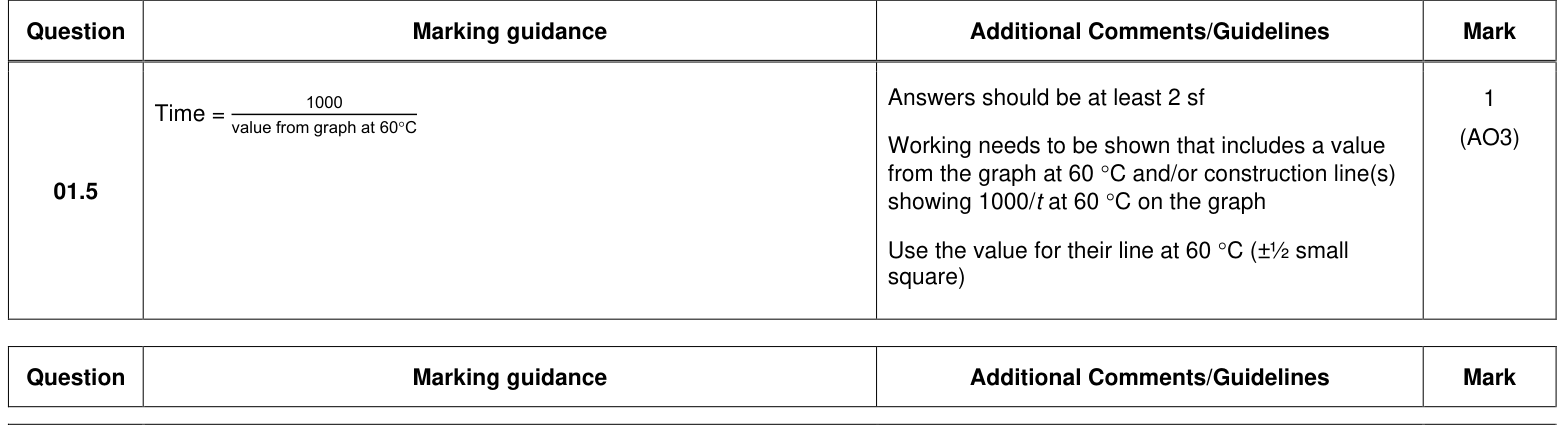 Question Marking guidance Additional Comments/Guidelines Mark
01.5
Time = 1000 / value from graph at 60°C
Answers should be at least 2 sf
Working needs to be shown that includes a value
from the graph at 60 °C and/or construction line(s)
showing 1000/t at 60 °C on the graph
Use the value for their line at 60 °C (±½ small
square)
1
(AO3)
Question Marking guidance Additional Comments/Guidelines Mark